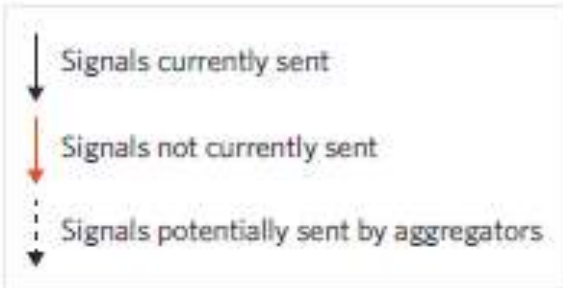 Signals currently sent
Signals not currently sent
Signals potentially sent by aggregators